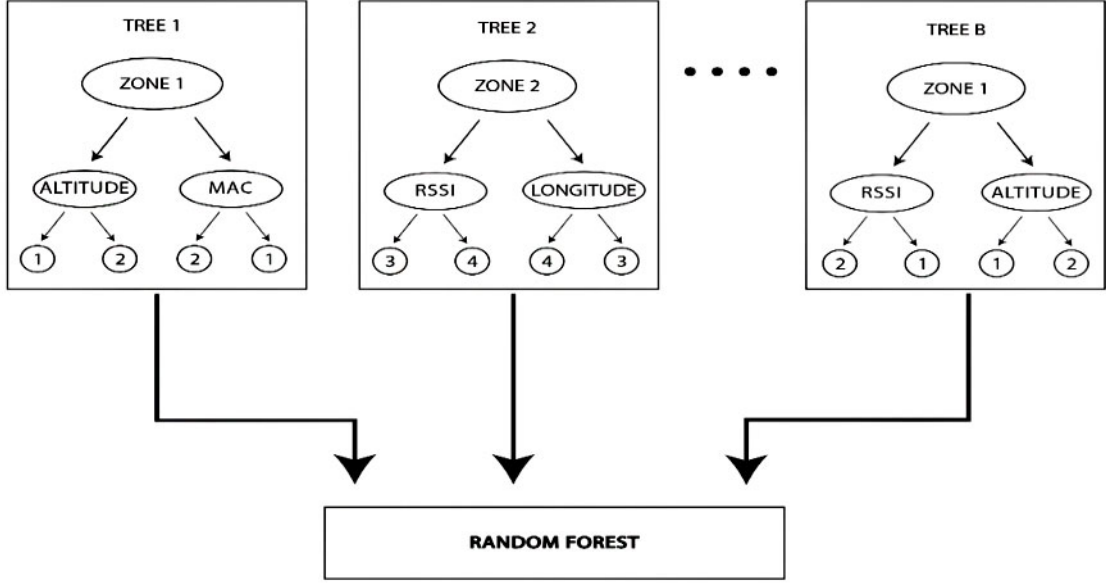 TREE 1
ZONE 1
ALTITUDE MAC
1 2 2 1
TREE 2
ZONE 2
RSSI LONGITUDE
3 4 4 3
TREE B
ZONE 1
RSSI ALTITUDE
2 1 1 2
RANDOM FOREST